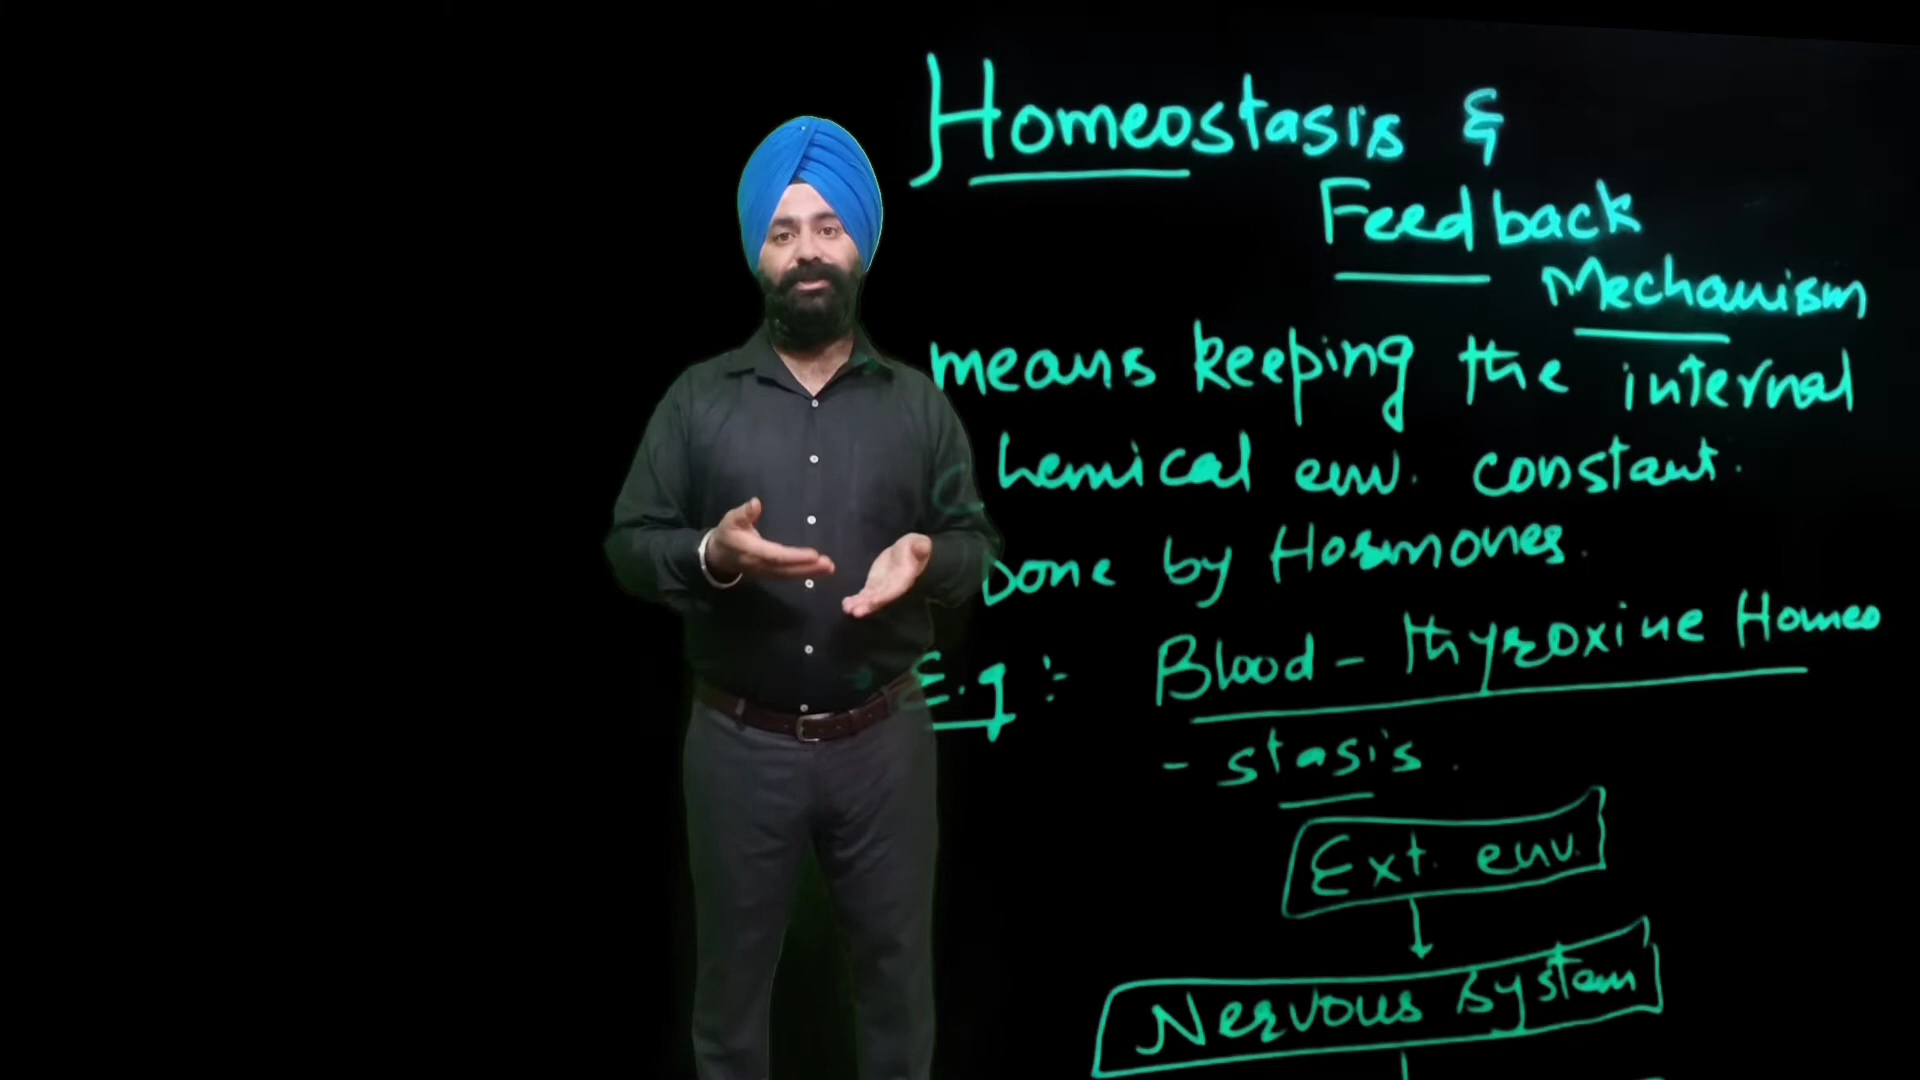 Homeostasis &
Feedback
Mechanism
means keeping the internal
chemical env. constant.
Done by Hormones.
E.g :- Blood - thyroxine Homeo
- stasis.
Ext. env.
Nervous system